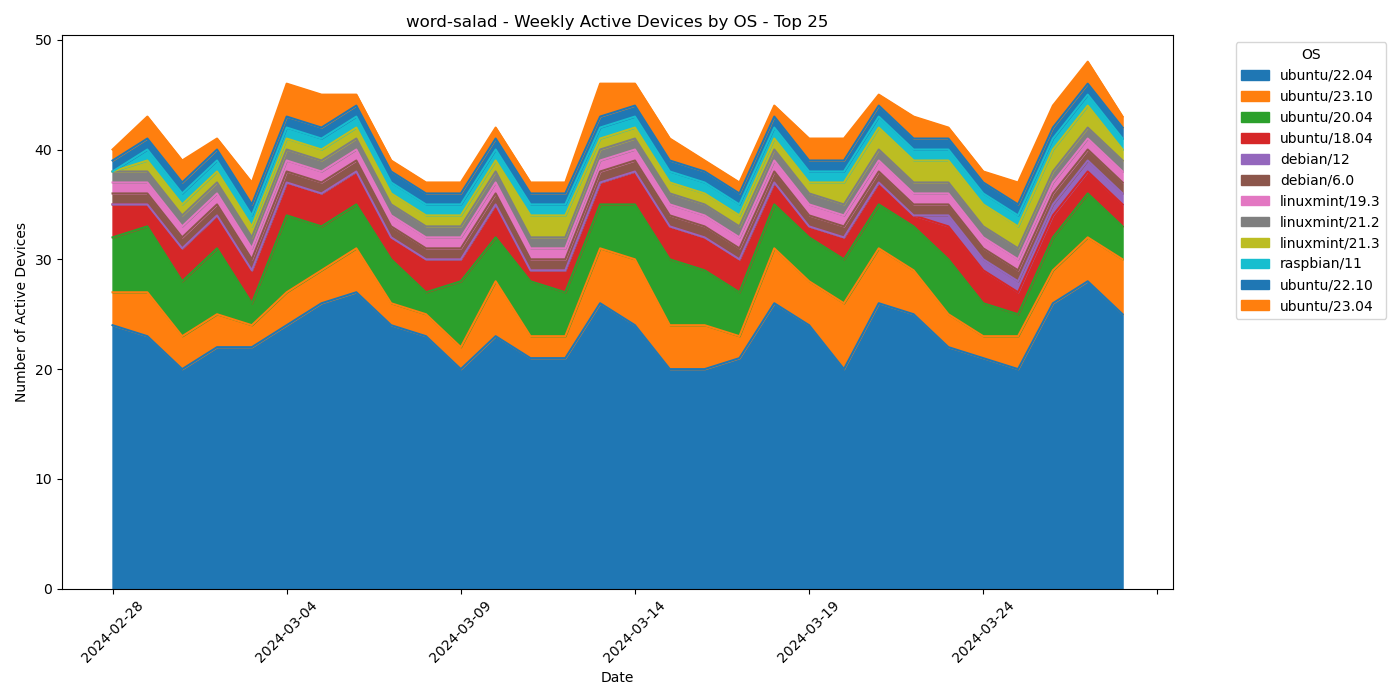 word-salad - Weekly Active Devices by OS - Top 25
Number of Active Devices
50
40
30
20
10
0
2024-02-28
2024-03-04
2024-03-09
2024-03-14
2024-03-19
2024-03-24
Date
OS
ubuntu/22.04
ubuntu/23.10
ubuntu/20.04
ubuntu/18.04
debian/12
debian/6.0
linuxmint/19.3
linuxmint/21.2
linuxmint/21.3
raspbian/11
ubuntu/22.10
ubuntu/23.04